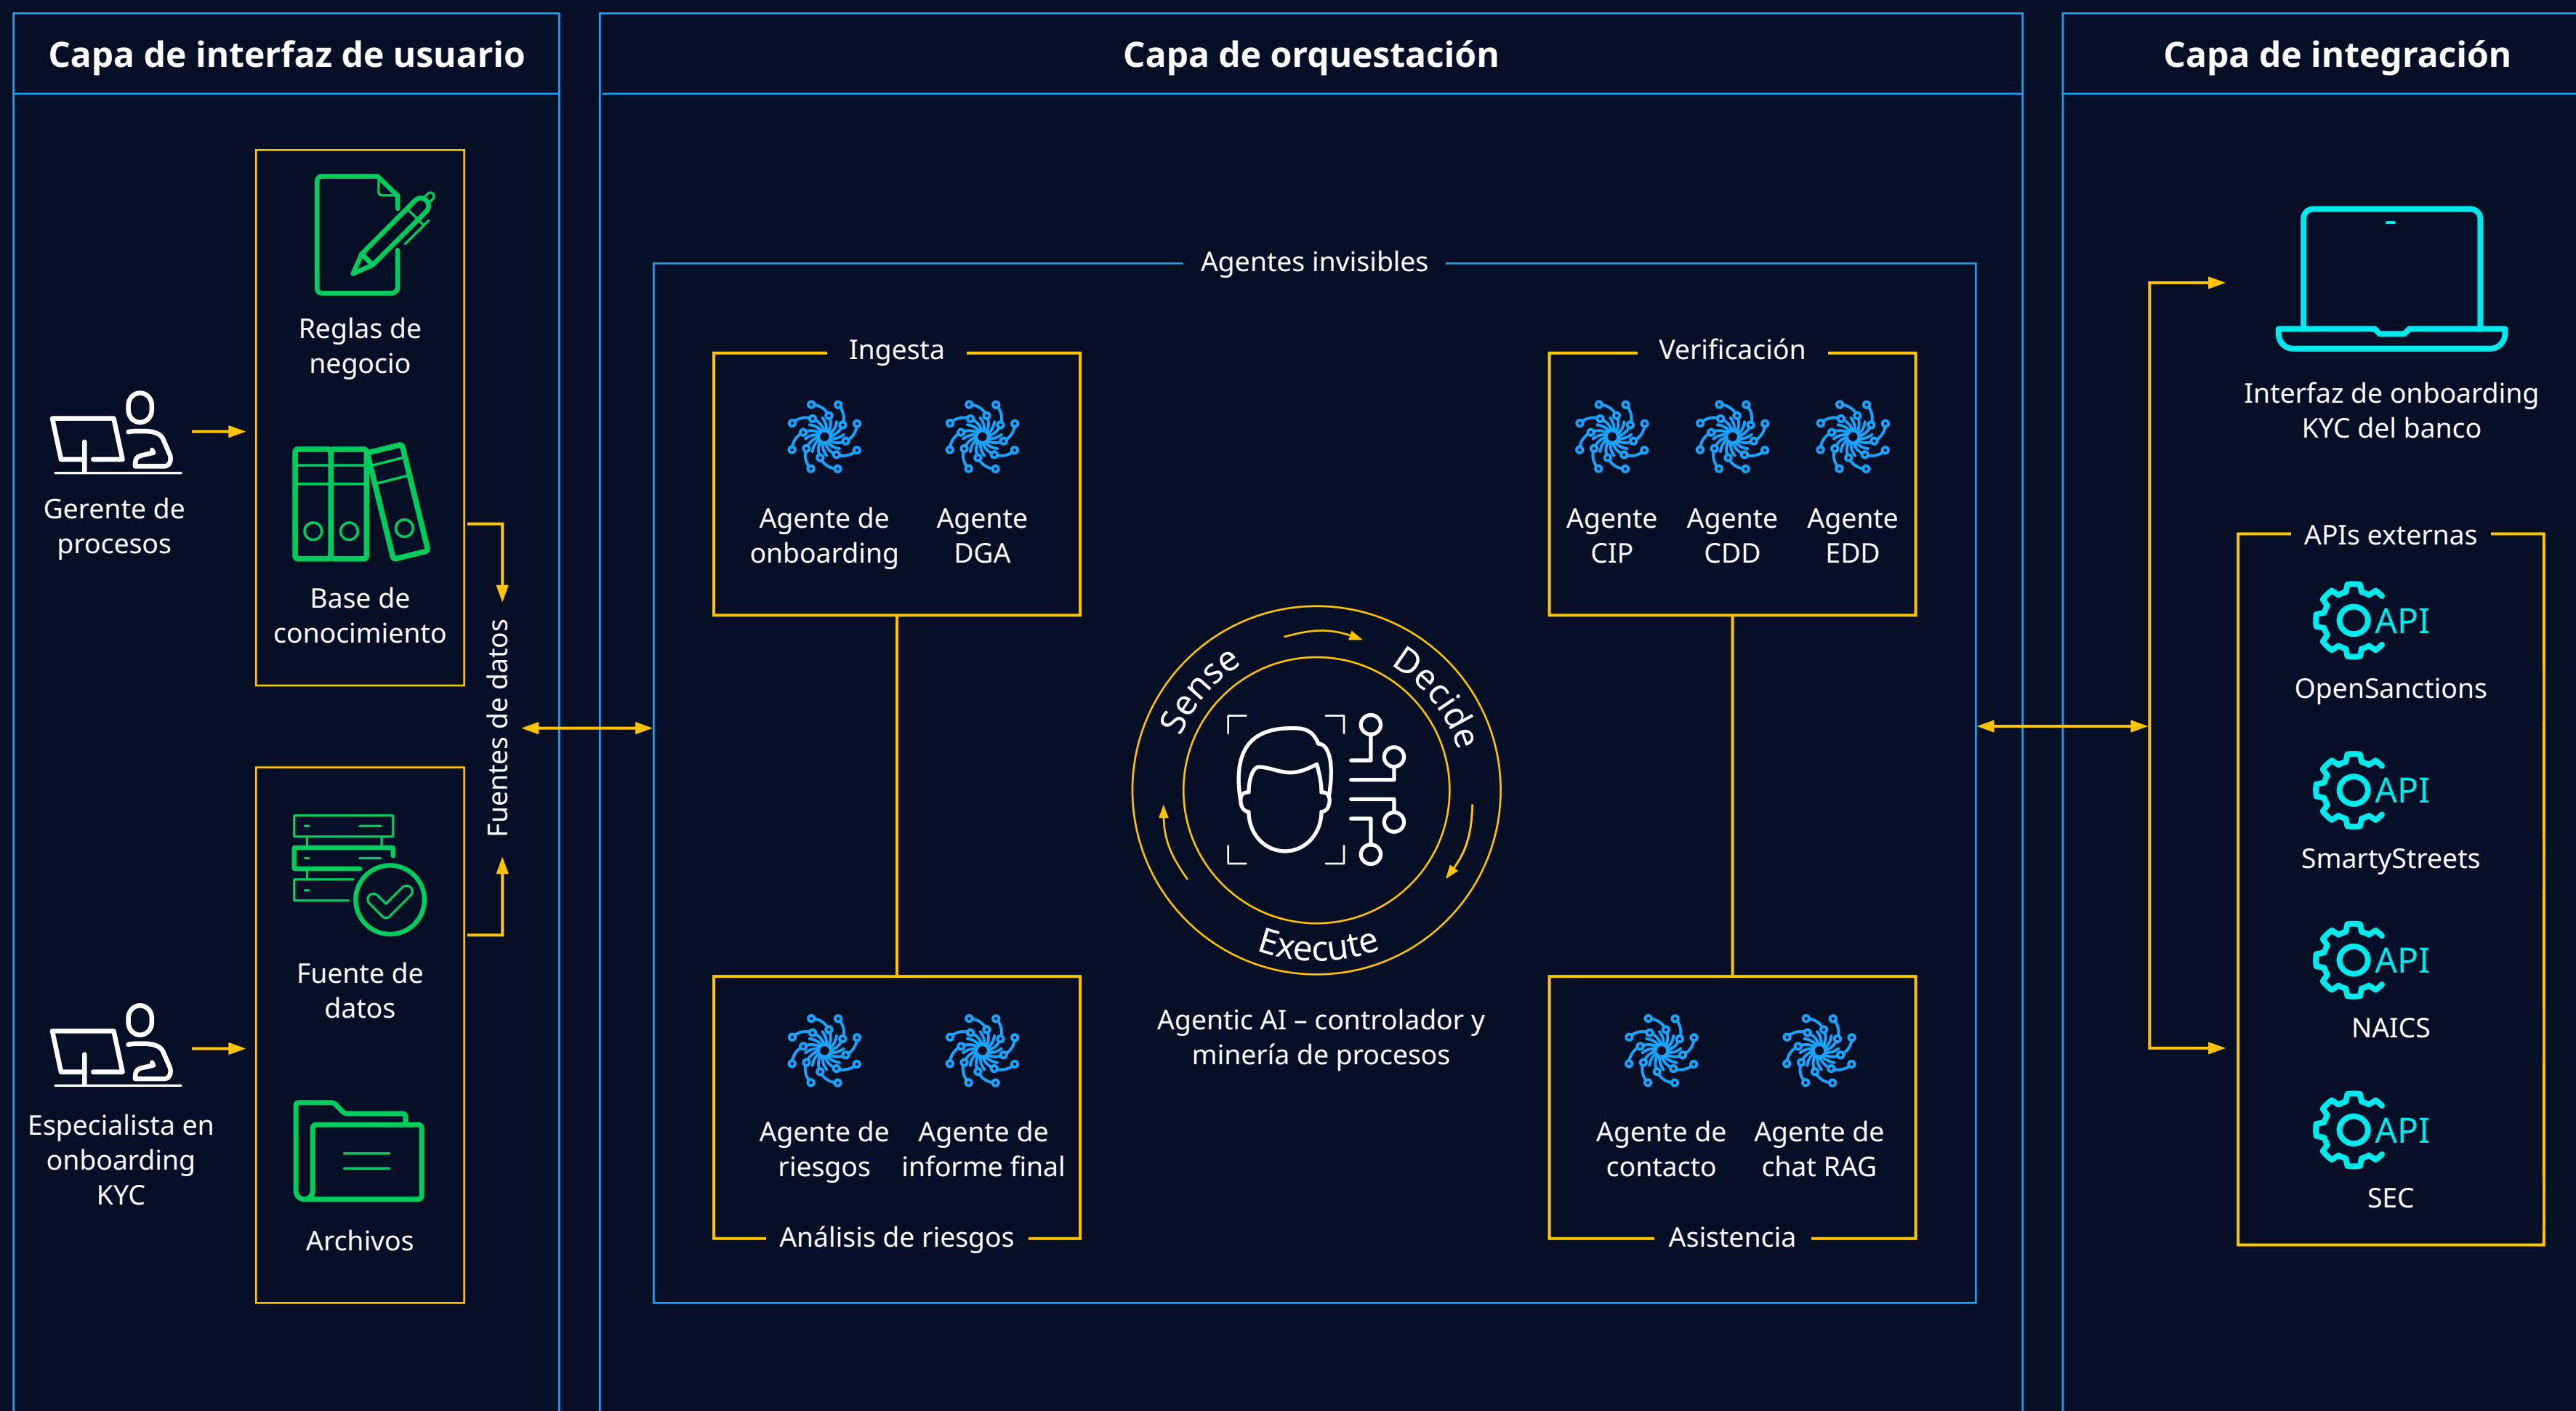 Capa de interfaz de usuario
Reglas de
negocio
Gerente de
procesos
Base de
conocimiento
Fuentes de datos
Fuente de
datos
Especialista en
onboarding
KYC
Archivos
Capa de orquestación
Agentes invisibles
Ingesta
Agente de
onboarding
Agente
DGA
Verificación
Agente
CIP
Agente
CDD
Agente
EDD
Sense
Decide
Execute
Agentic AI – controlador y
minería de procesos
Agente de
riesgos
Agente de
informe final
Análisis de riesgos
Agente de
contacto
Agente de
chat RAG
Asistencia
Capa de integración
Interfaz de onboarding
KYC del banco
APIs externas
API
OpenSanctions
API
SmartyStreets
API
NAICS
API
SEC